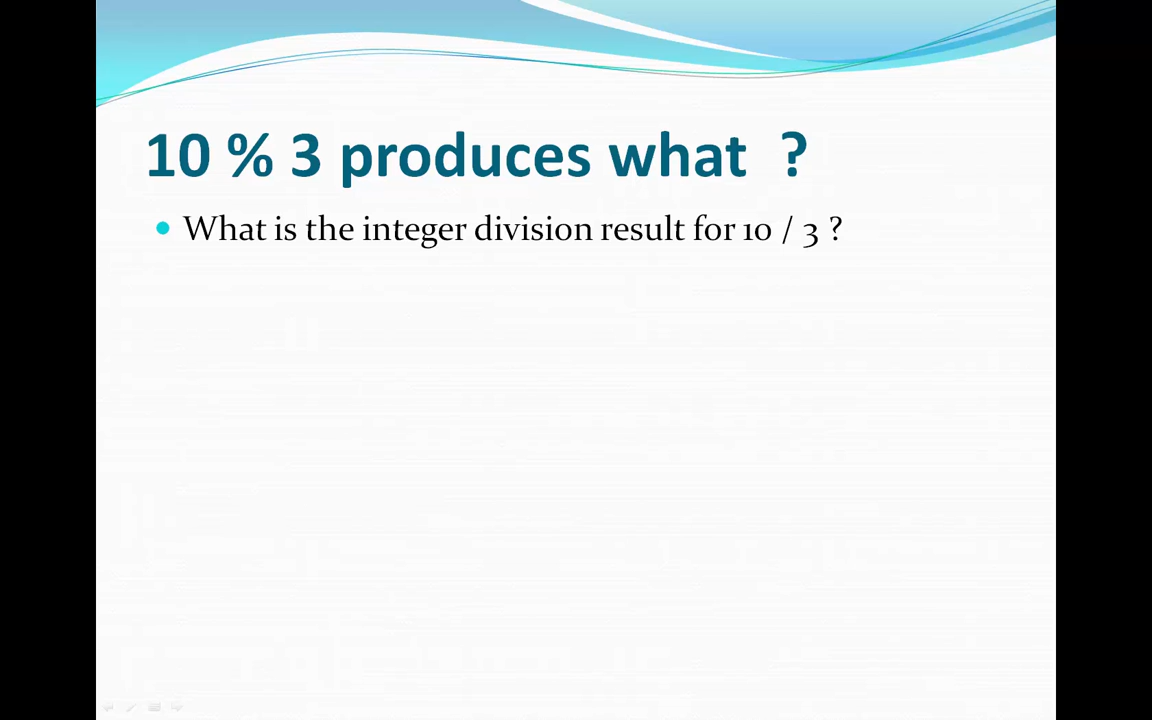 10 % 3 produces what ?
What is the integer division result for 10 / 3 ?